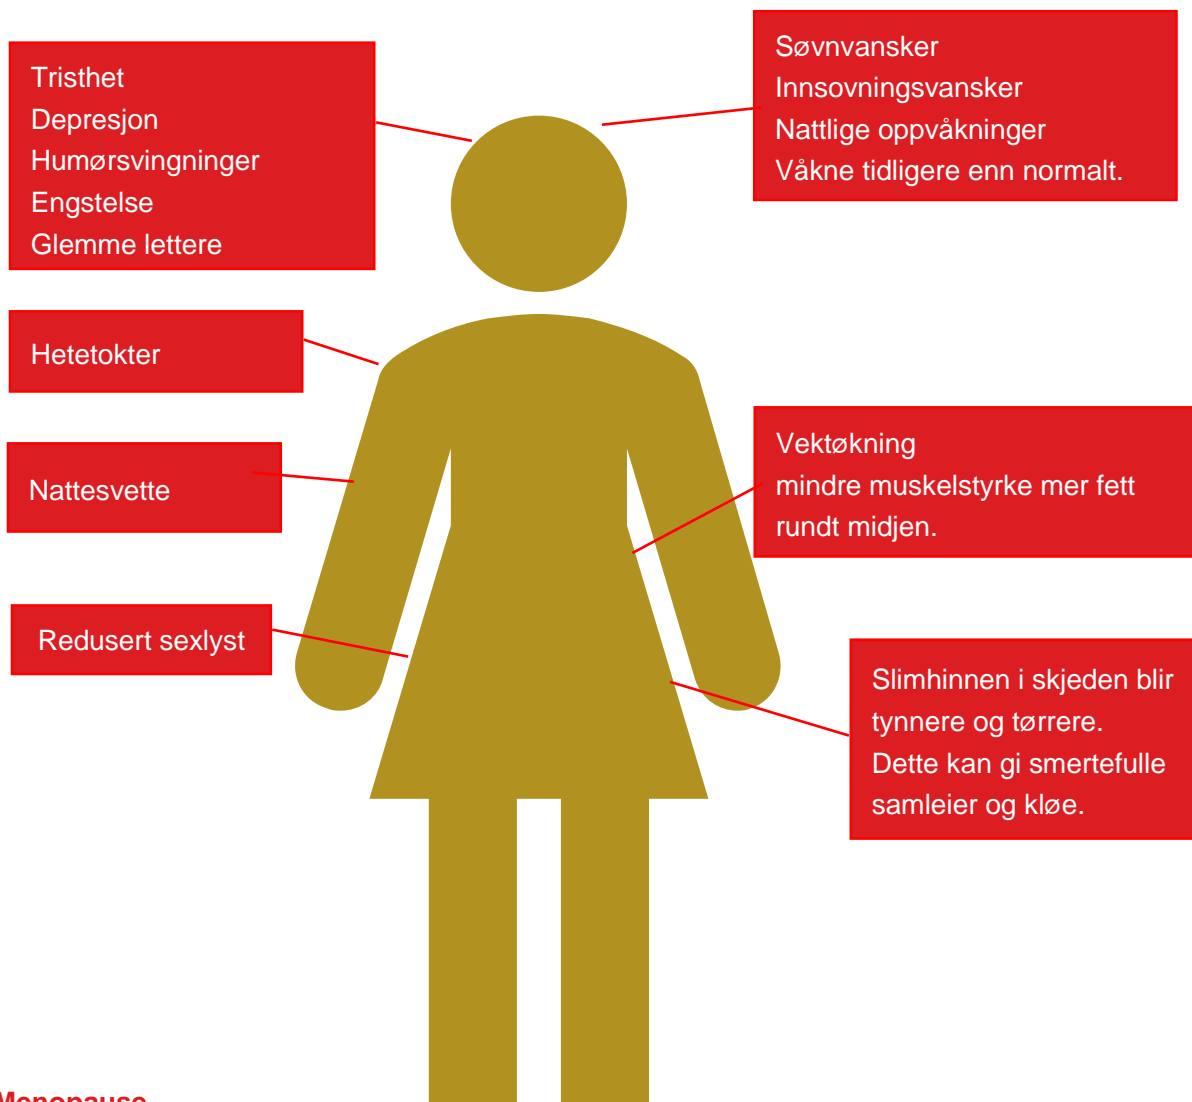 Tristhet
Depresjon
Humørsvingninger
Engstelse
Glemme lettere
Søvnvansker
Innsovningsvansker
Nattlige oppvåkninger
Våkne tidligere enn normalt.
Hetetokter
Nattesvette
Vektøkning
mindre muskelstyrke mer fett
rundt midjen.
Redusert sexlyst
Slimhinnen i skjeden blir
tynnere og tørrere.
Dette kan gi smertefulle
samleier og kløe.
Menopause